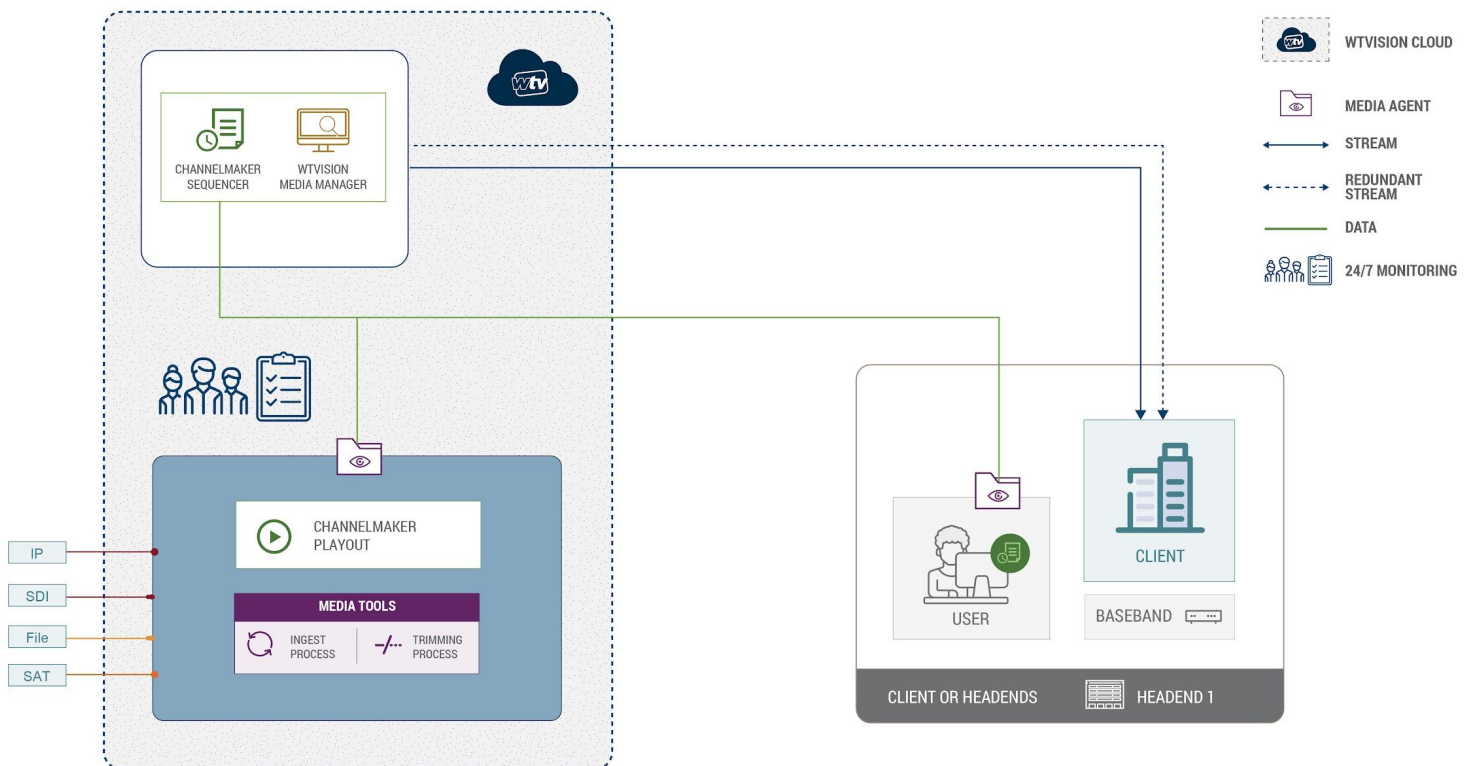 wtv
CHANNELMAKER
SEQUENCER
WTVISION
MEDIA MANAGER
wtv
WTVISION CLOUD
MEDIA AGENT
STREAM
REDUNDANT
STREAM
DATA
24/7 MONITORING
CHANNELMAKER
PLAYOUT
MEDIA TOOLS
INGEST
PROCESS
TRIMMING
PROCESS
IP
SDI
File
SAT
USER
CLIENT
BASEBAND
CLIENT OR HEADENDS
HEADEND 1